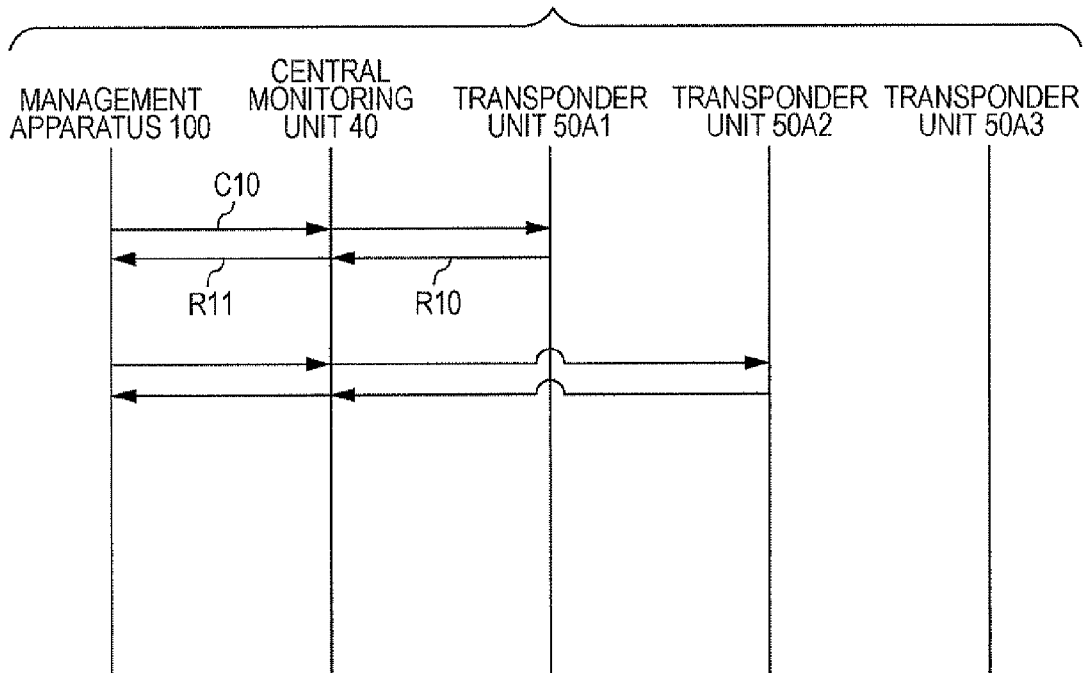 MANAGEMENT
APPARATUS 100
CENTRAL
MONITORING
UNIT 40
TRANSPONDER
UNIT 50A1
TRANSPONDER
UNIT 50A2
TRANSPONDER
UNIT 50A3
C10
R11
R10